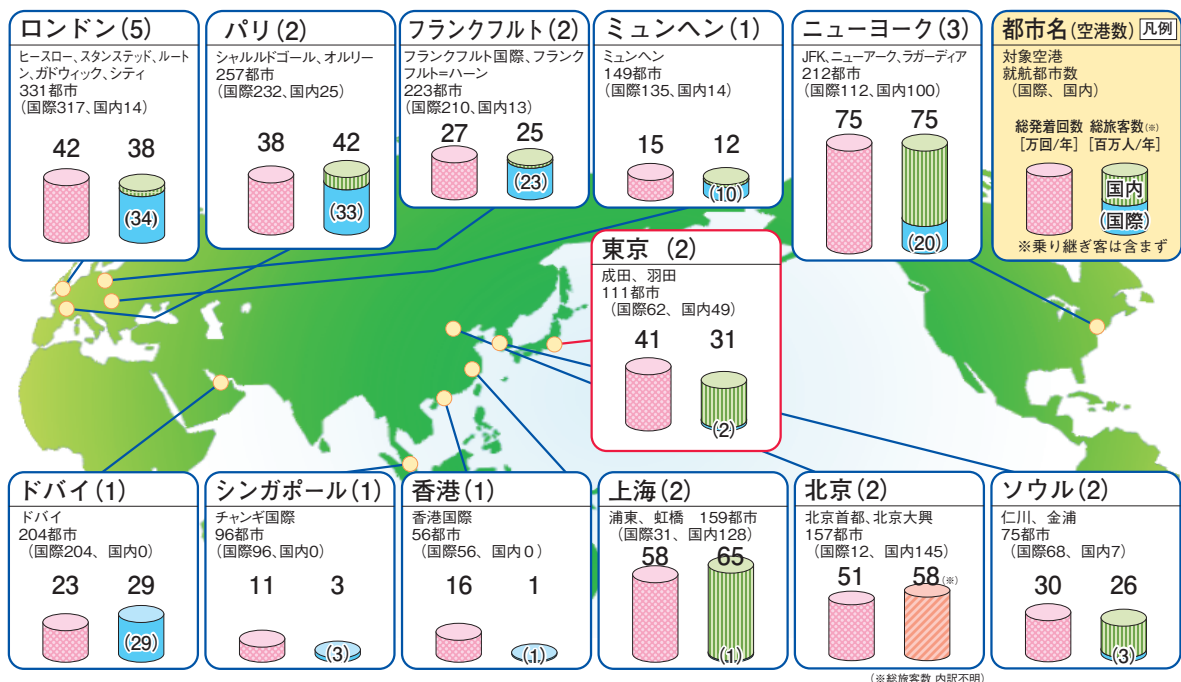 ロンドン(5)
ヒースロー、スタンステッド、ルート
ン、ガドウィック、シティ
331都市
(国際317、国内14)
42 38
(34)
パリ(2)
シャルルドゴール、オルリー
257都市
(国際232、国内25)
38 42
(33)
フランクフルト(2)
フランクフルト国際、フランク
フルト=ハーン
223都市
(国際210、国内13)
27 25
(23)
ミュンヘン(1)
ミュンヘン
149都市
(国際135、国内14)
15 12
(10)
ニューヨーク(3)
JFK、ニューアーク、ラガーディア
212都市
(国際112、国内100)
75 75
(20)
都市名(空港数) 凡例
対象空港
就航都市数
(国際、国内)
総発着回数 総旅客数(※)
[万回/年] [百万人/年]
国内
(国際)
※乗り継ぎ客は含まず
東京 (2)
成田、羽田
111都市
(国際62、国内49)
41 31
(2)
ドバイ(1)
ドバイ
204都市
(国際204、国内0)
23 29
(29)
シンガポール(1)
チャンギ国際
96都市
(国際96、国内0)
11 3
(3)
香港(1)
香港国際
56都市
(国際56、国内0)
16 1
(1)
上海(2)
浦東、虹橋 159都市
(国際31、国内128)
58 65
(1)
北京(2)
北京首都、北京大興
157都市
(国際12、国内145)
51 58(※)
(※総旅客数 内訳不明)
ソウル(2)
仁川、金浦
75都市
(国際68、国内7)
30 26
(3)